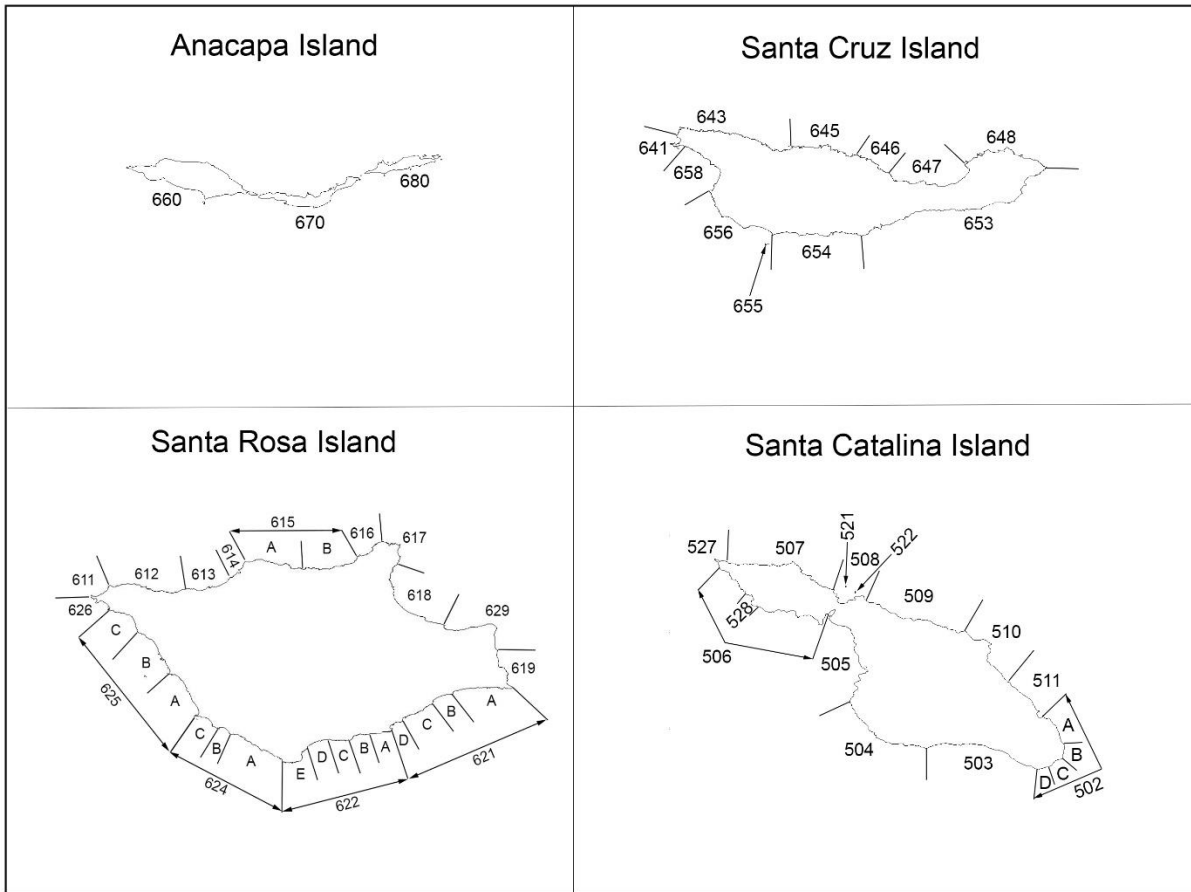 Anacapa Island
660
670
680
Santa Cruz Island
643
645
646
648
641
658
647
656
654
653
655
Santa Rosa Island
615
616
617
A
B
614
611
612
613
626
618
629
C
B
A
619
625
C
B
A
E
D
C
B
A
D
C
B
A
624
622
621
Santa Catalina Island
521
522
527
507
508
509
528
510
506
505
511
504
503
A
B
C
D
502